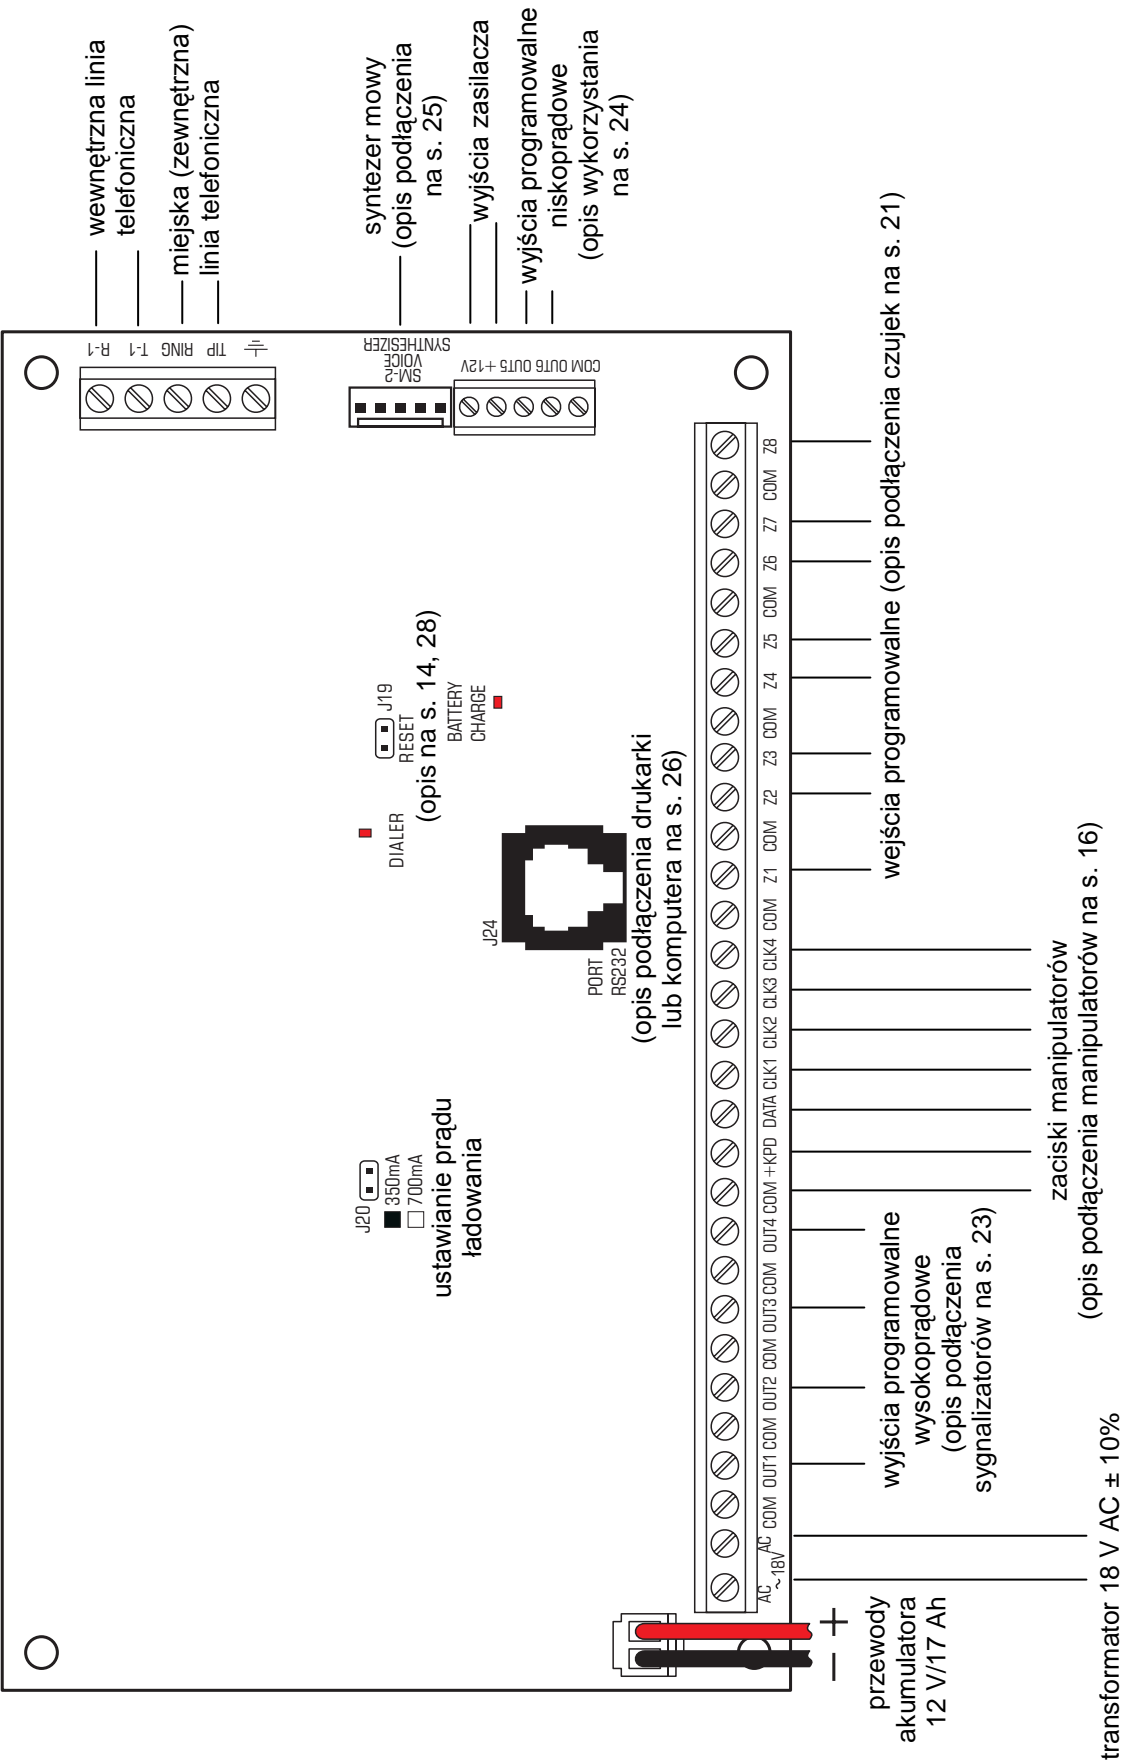 wewnętrzna linia
telefoniczna
miejska (zewnętrzna)
linia telefoniczna
syntezer mowy
(opis podłączenia
na s. 25)
wyjścia zasilacza
wyjścia programowalne
niskoprądowe
(opis wykorzystania
na s. 24)
R-1
T-1
RING
TIP
SM-2
VOICE
SYNTHESIZER
COM OUT6 OUT5 +12V
J19
RESET
(opis na s. 14, 28)
DIALER
BATTERY
CHARGE
J24
PORT
RS232
(opis podłączenia drukarki
lub komputera na s. 26)
J20
350mA
700mA
ustawianie prądu
ładowania
AC
~18V
AC
COM OUT1 COM OUT2 COM OUT3 COM OUT4 COM +KPD DATA CLK1 CLK2 CLK3 CLK4 COM Z1 COM Z2 Z3 COM Z4 Z5 COM Z6 Z7 COM Z8
wejścia programowalne (opis podłączenia czujek na s. 21)
zaciski manipulatorów
(opis podłączenia manipulatorów na s. 16)
wyjścia programowalne
wysokoprądowe
(opis podłączenia
sygnalizatorów na s. 23)
+
–
przewody
akumulatora
12 V/17 Ah
transformator 18 V AC ± 10%